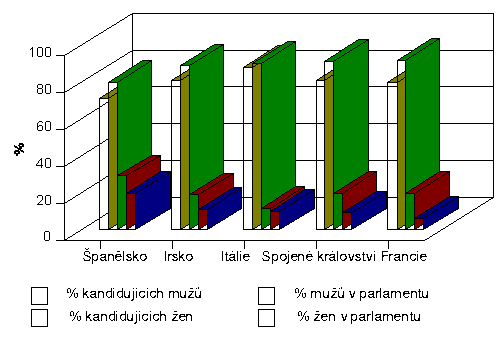 100
80
60
40
20
0
%
Španělsko Irsko Itálie Spojené královstvi Francie
% kandidujících mužů % mužů v parlamentu
% kandidujících žen % žen v parlamentu